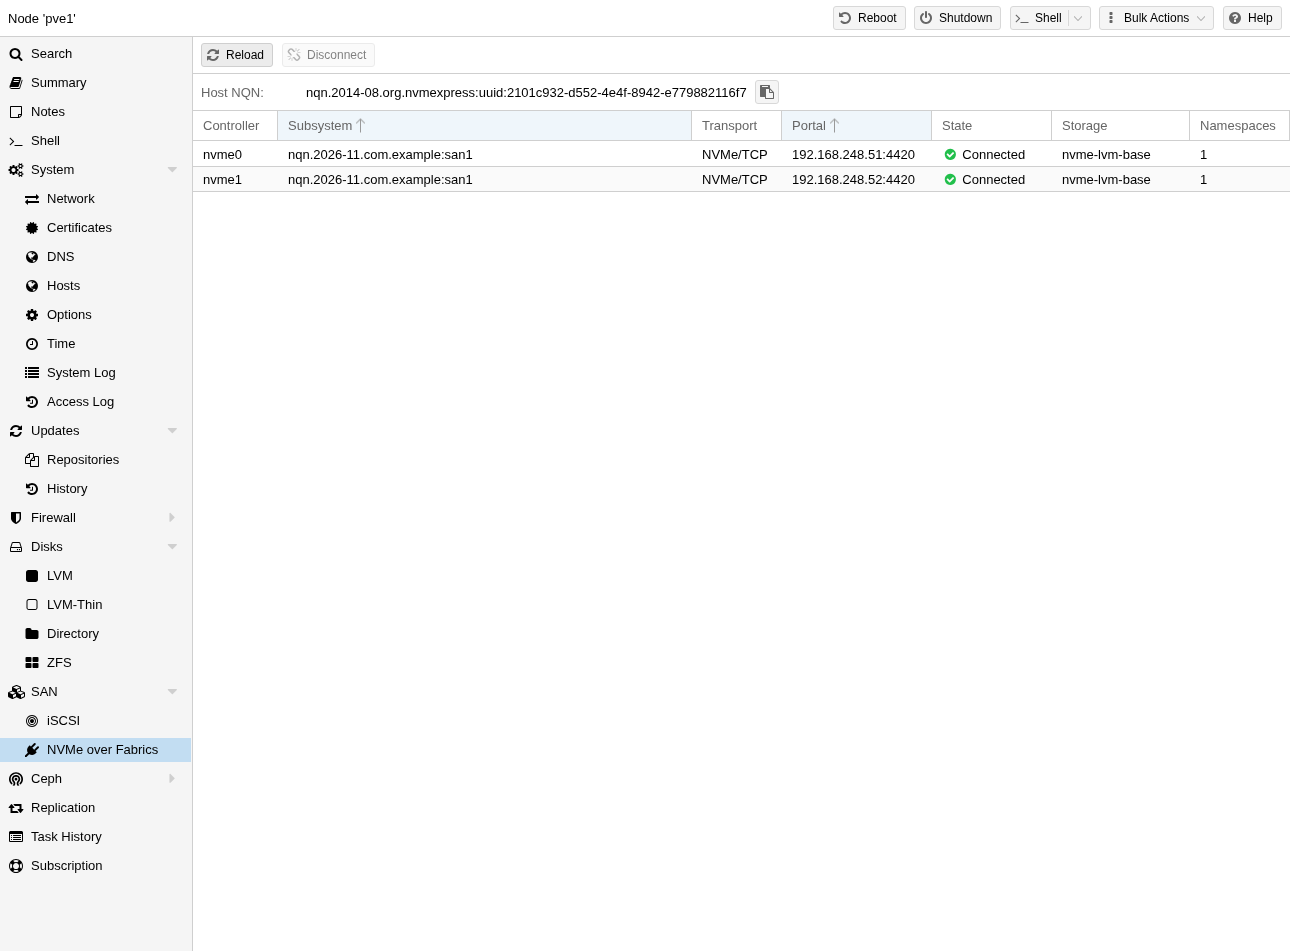 Node 'pve1'
Reboot
Shutdown
Shell
Bulk Actions
Help
Search
Summary
Notes
Shell
System
Network
Certificates
DNS
Hosts
Options
Time
System Log
Access Log
Updates
Repositories
History
Firewall
Disks
LVM
LVM-Thin
Directory
ZFS
SAN
iSCSI
NVMe over Fabrics
Ceph
Replication
Task History
Subscription
Reload
Disconnect
Host NQN: nqn.2014-08.org.nvmexpress:uuid:2101c932-d552-4e4f-8942-e779882116f7
Controller Subsystem Transport Portal State Storage Namespaces
nvme0 nqn.2026-11.com.example:san1 NVMe/TCP 192.168.248.51:4420 Connected nvme-lvm-base 1
nvme1 nqn.2026-11.com.example:san1 NVMe/TCP 192.168.248.52:4420 Connected nvme-lvm-base 1